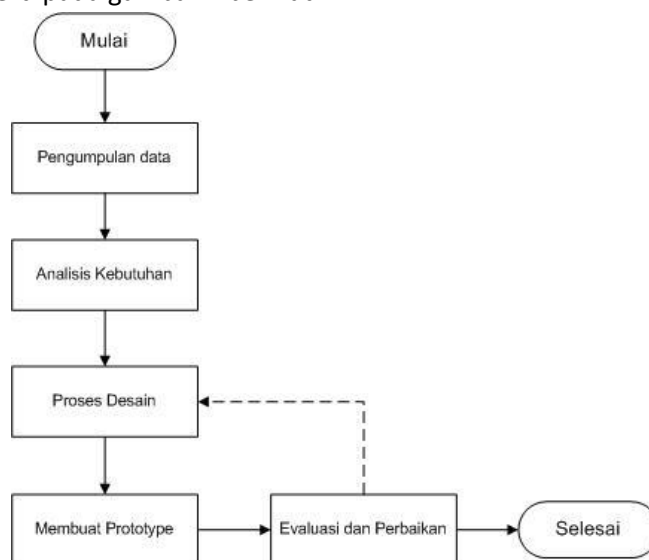 Mulai
Pengumpulan data
Analisis Kebutuhan
Proses Desain
Membuat Prototype
Evaluasi dan Perbaikan
Selesai